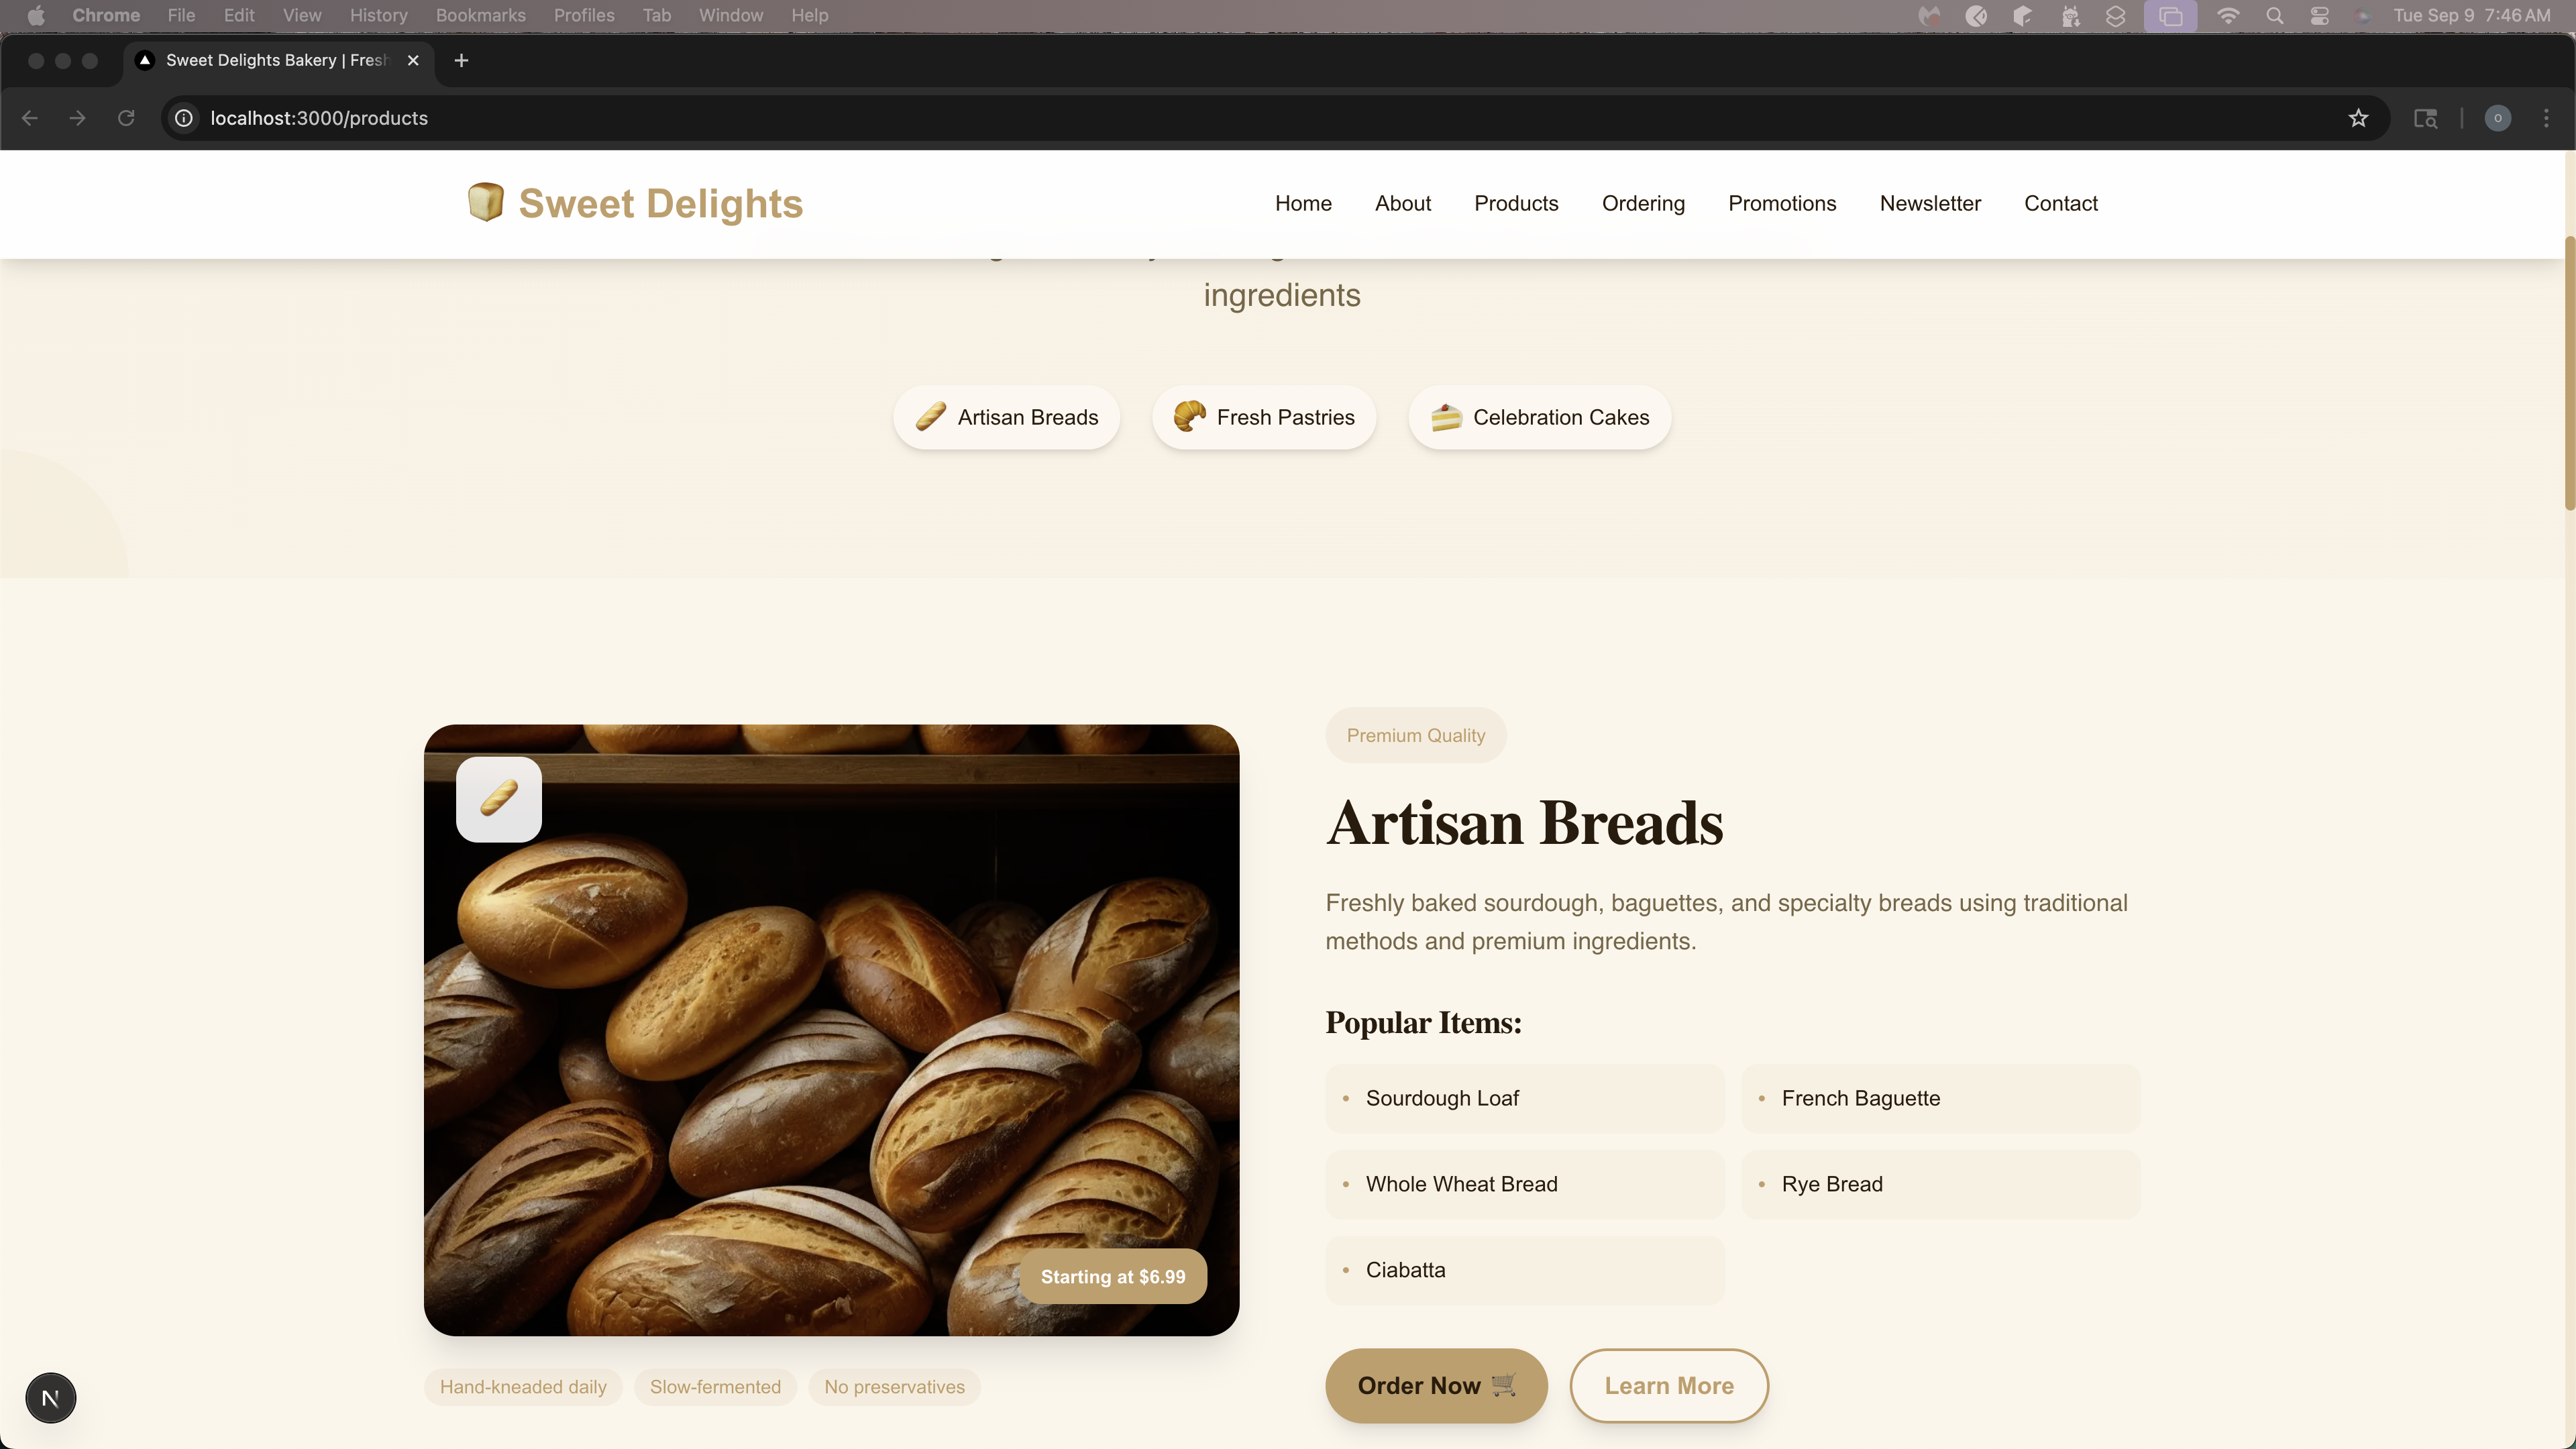 Chrome File Edit View History Bookmarks Profiles Tab Window Help Tue Sep 9 7:46 AM
Sweet Delights Bakery | Fresh
localhost:3000/products
Sweet Delights
Home About Products Ordering Promotions Newsletter Contact
ingredients
Artisan Breads Fresh Pastries Celebration Cakes
Premium Quality
Artisan Breads
Freshly baked sourdough, baguettes, and specialty breads using traditional
methods and premium ingredients.
Popular Items:
• Sourdough Loaf
• French Baguette
• Whole Wheat Bread
• Rye Bread
• Ciabatta
Starting at $6.99
Order Now Learn More
Hand-kneaded daily Slow-fermented No preservatives
N